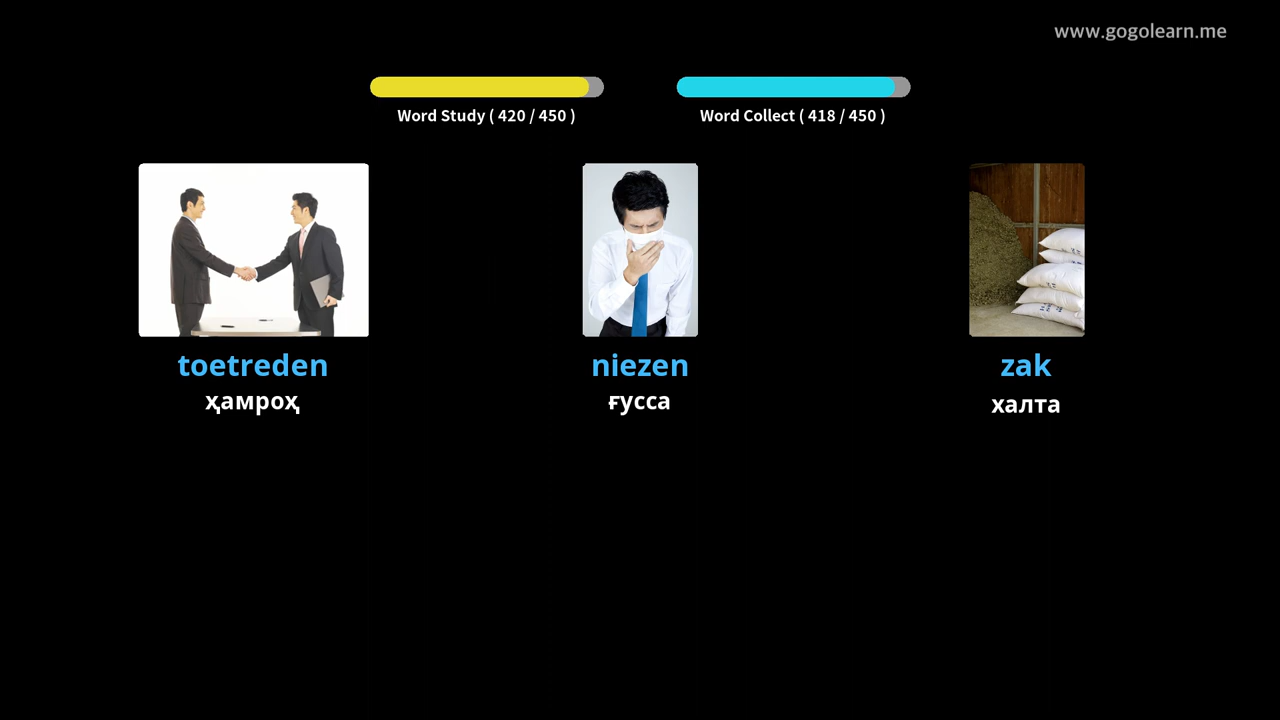 www.gogolearn.me
Word Study ( 420 / 450 )
Word Collect ( 418 / 450 )
toetreden
ҳамроҳ
niezen
ғусса
zak
халта